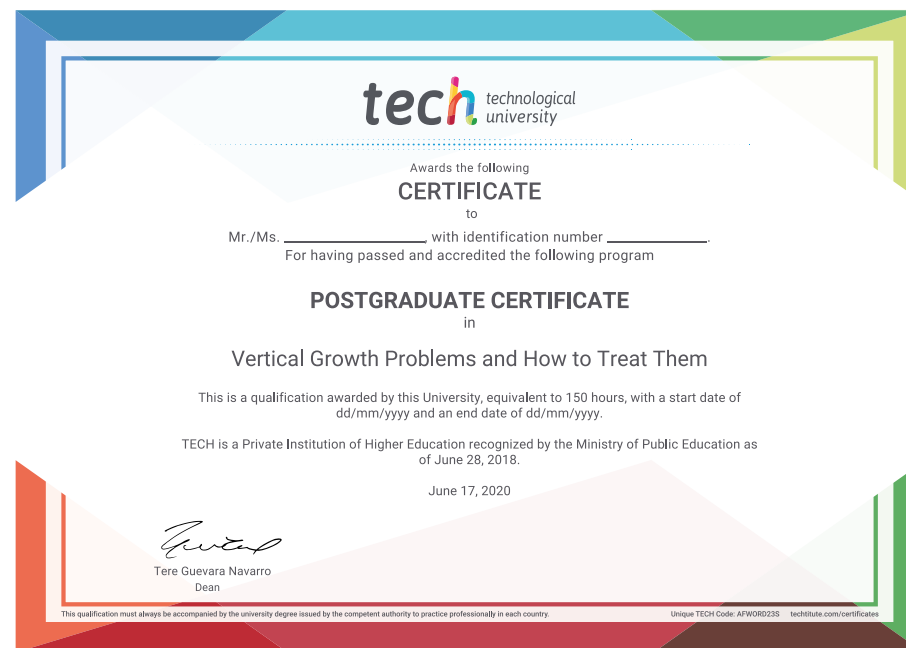 tech technological
university
Awards the following
CERTIFICATE
to
Mr./Ms. ____________, with identification number ____________.
For having passed and accredited the following program
POSTGRADUATE CERTIFICATE
in
Vertical Growth Problems and How to Treat Them
This is a qualification awarded by this University, equivalent to 150 hours, with a start date of
dd/mm/yyyy and an end date of dd/mm/yyyy.
TECH is a Private Institution of Higher Education recognized by the Ministry of Public Education as
of June 28, 2018.
June 17, 2020
Tere Guevara Navarro
Dean
This qualification must always be accompanied by the university degree issued by the competent authority to practice professionally in each country. Unique TECH Code: AFWORD23S techtitute.com/certificates